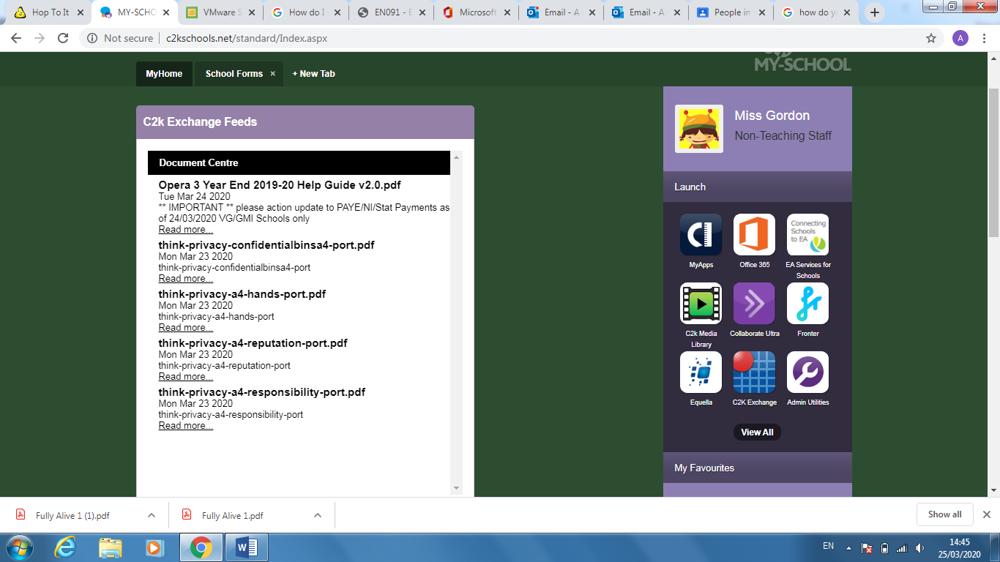 Hop To It
MY-SCHO
VMware S
How do I
EN091 - E
Microsoft
Email - A
Email - A
People in
how do yo
Not secure
c2kschools.net/standard/Index.aspx
A
MY-SCHOOL
MyHome
School Forms ×
+ New Tab
C2k Exchange Feeds
Document Centre
Opera 3 Year End 2019-20 Help Guide v2.0.pdf
Tue Mar 24 2020
** IMPORTANT ** please action update to PAYE/NI/Stat Payments as
of 24/03/2020 VG/GMI Schools only
Read more...
think-privacy-confidentialbinsa4-port.pdf
Mon Mar 23 2020
think-privacy-confidentialbinsa4-port
Read more...
think-privacy-a4-hands-port.pdf
Mon Mar 23 2020
think-privacy-a4-hands-port
Read more...
think-privacy-a4-reputation-port.pdf
Mon Mar 23 2020
think-privacy-a4-reputation-port
Read more...
think-privacy-a4-responsibility-port.pdf
Mon Mar 23 2020
think-privacy-a4-responsibility-port
Read more...
Miss Gordon
Non-Teaching Staff
Launch
Connecting
Schools
to EA
MyApps
Office 365
EA Services for
Schools
C2k Media
Library
Collaborate Ultra
Fronter
Equella
C2K Exchange
Admin Utilities
View All
My Favourites
Fully Alive 1 (1).pdf
Fully Alive 1.pdf
Show all
EN
14:45
25/03/2020